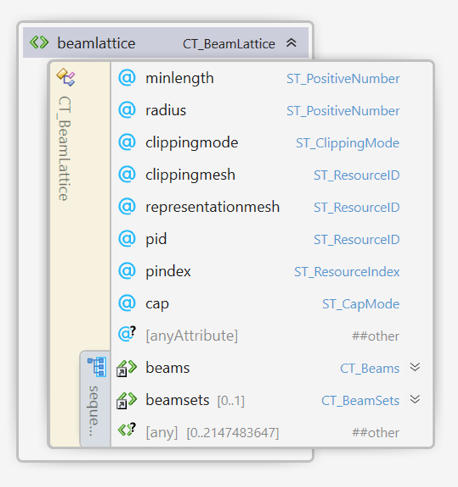 beamlattice CT_BeamLattice
CT_BeamLattice
@ minlength ST_PositiveNumber
@ radius ST_PositiveNumber
@ clippingmode ST_ClippingMode
@ clippingmesh ST_ResourceID
@ representationmesh ST_ResourceID
@ pid ST_ResourceID
@ pindex ST_ResourceIndex
@ cap ST_CapMode
@? [anyAttribute] ##other
seque...
beams CT_Beams
beamsets [0..1] CT_BeamSets
? [any] [0..2147483647] ##other